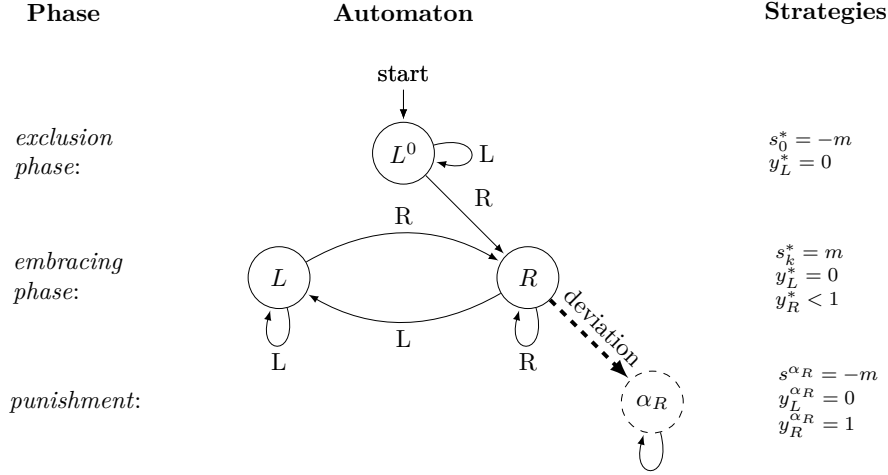 Phase Automaton Strategies
start
exclusion
phase:
L⁰
L
s₀* = −m
y_L* = 0
R
R
embracing
phase:
L
R
s_k* = m
y_L* = 0
y_R* < 1
L
L
R
deviation
punishment:
α_R
s^{α_R} = −m
y_L^{α_R} = 0
y_R^{α_R} = 1